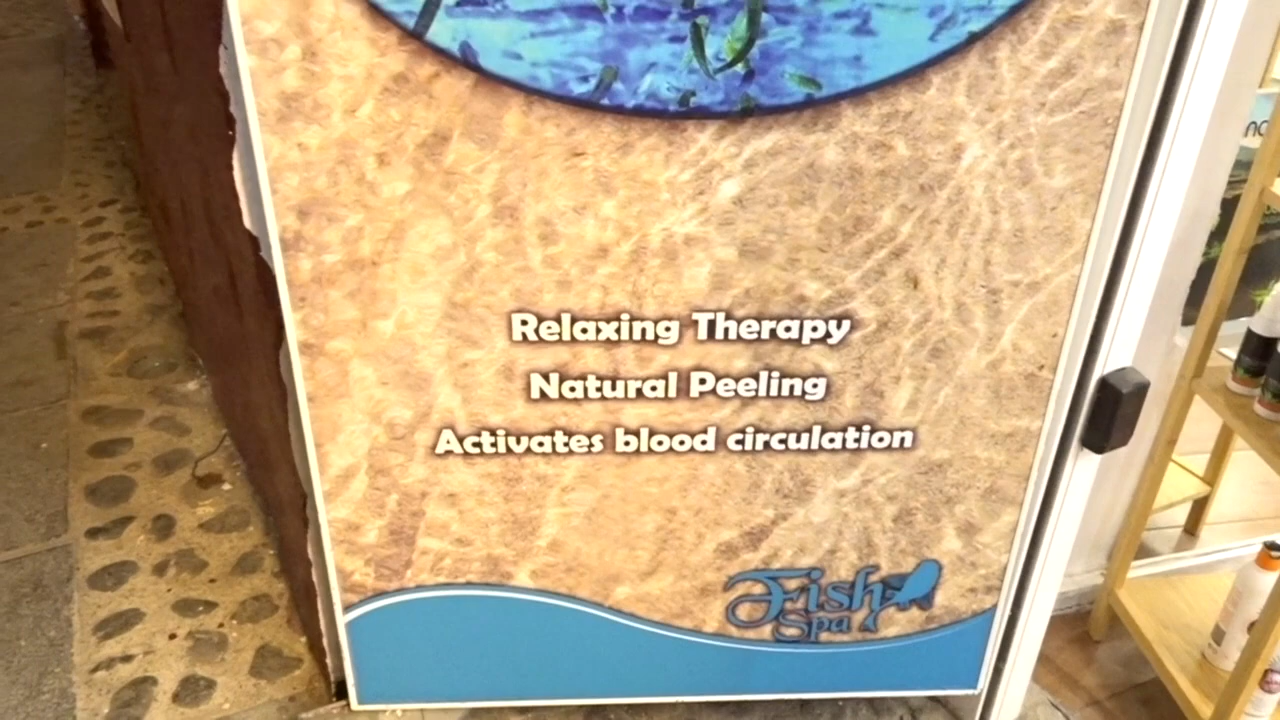 Relaxing Therapy
Natural Peeling
Activates blood circulation
Fish
Spa